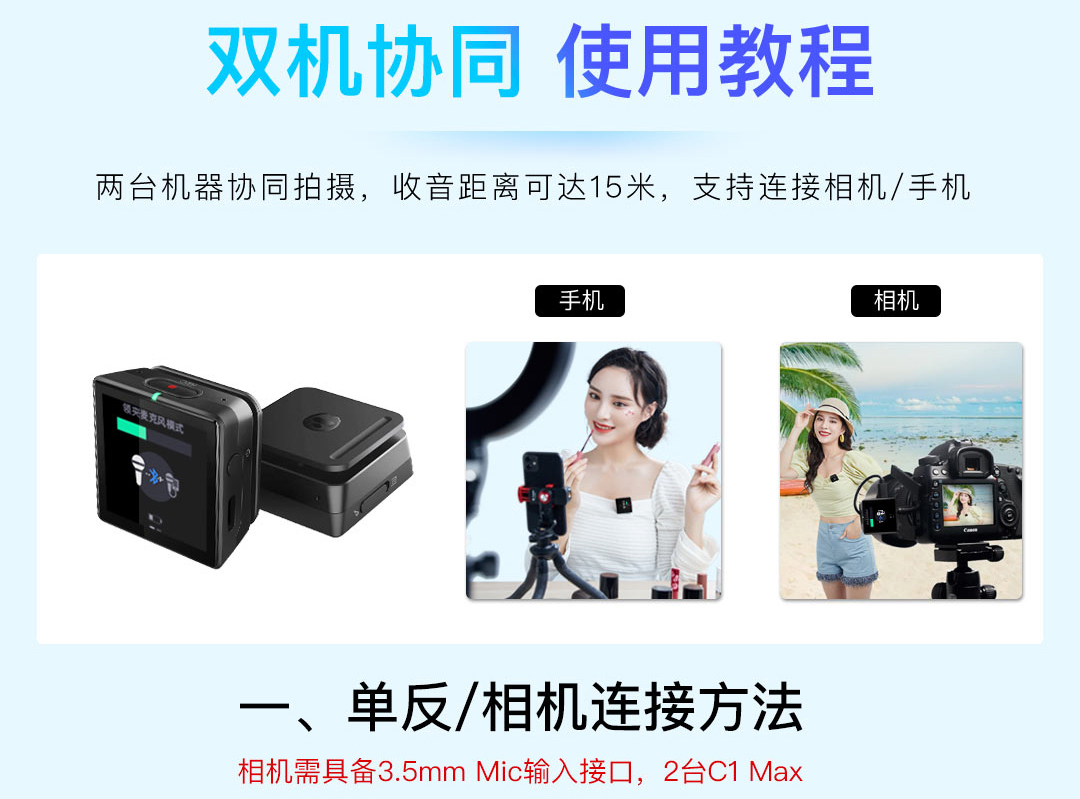 双机协同 使用教程
两台机器协同拍摄，收音距离可达15米，支持连接相机/手机
手机
相机
领夹麦克风模式
Canon
一、单反/相机连接方法
相机需具备3.5mm Mic输入接口，2台C1 Max